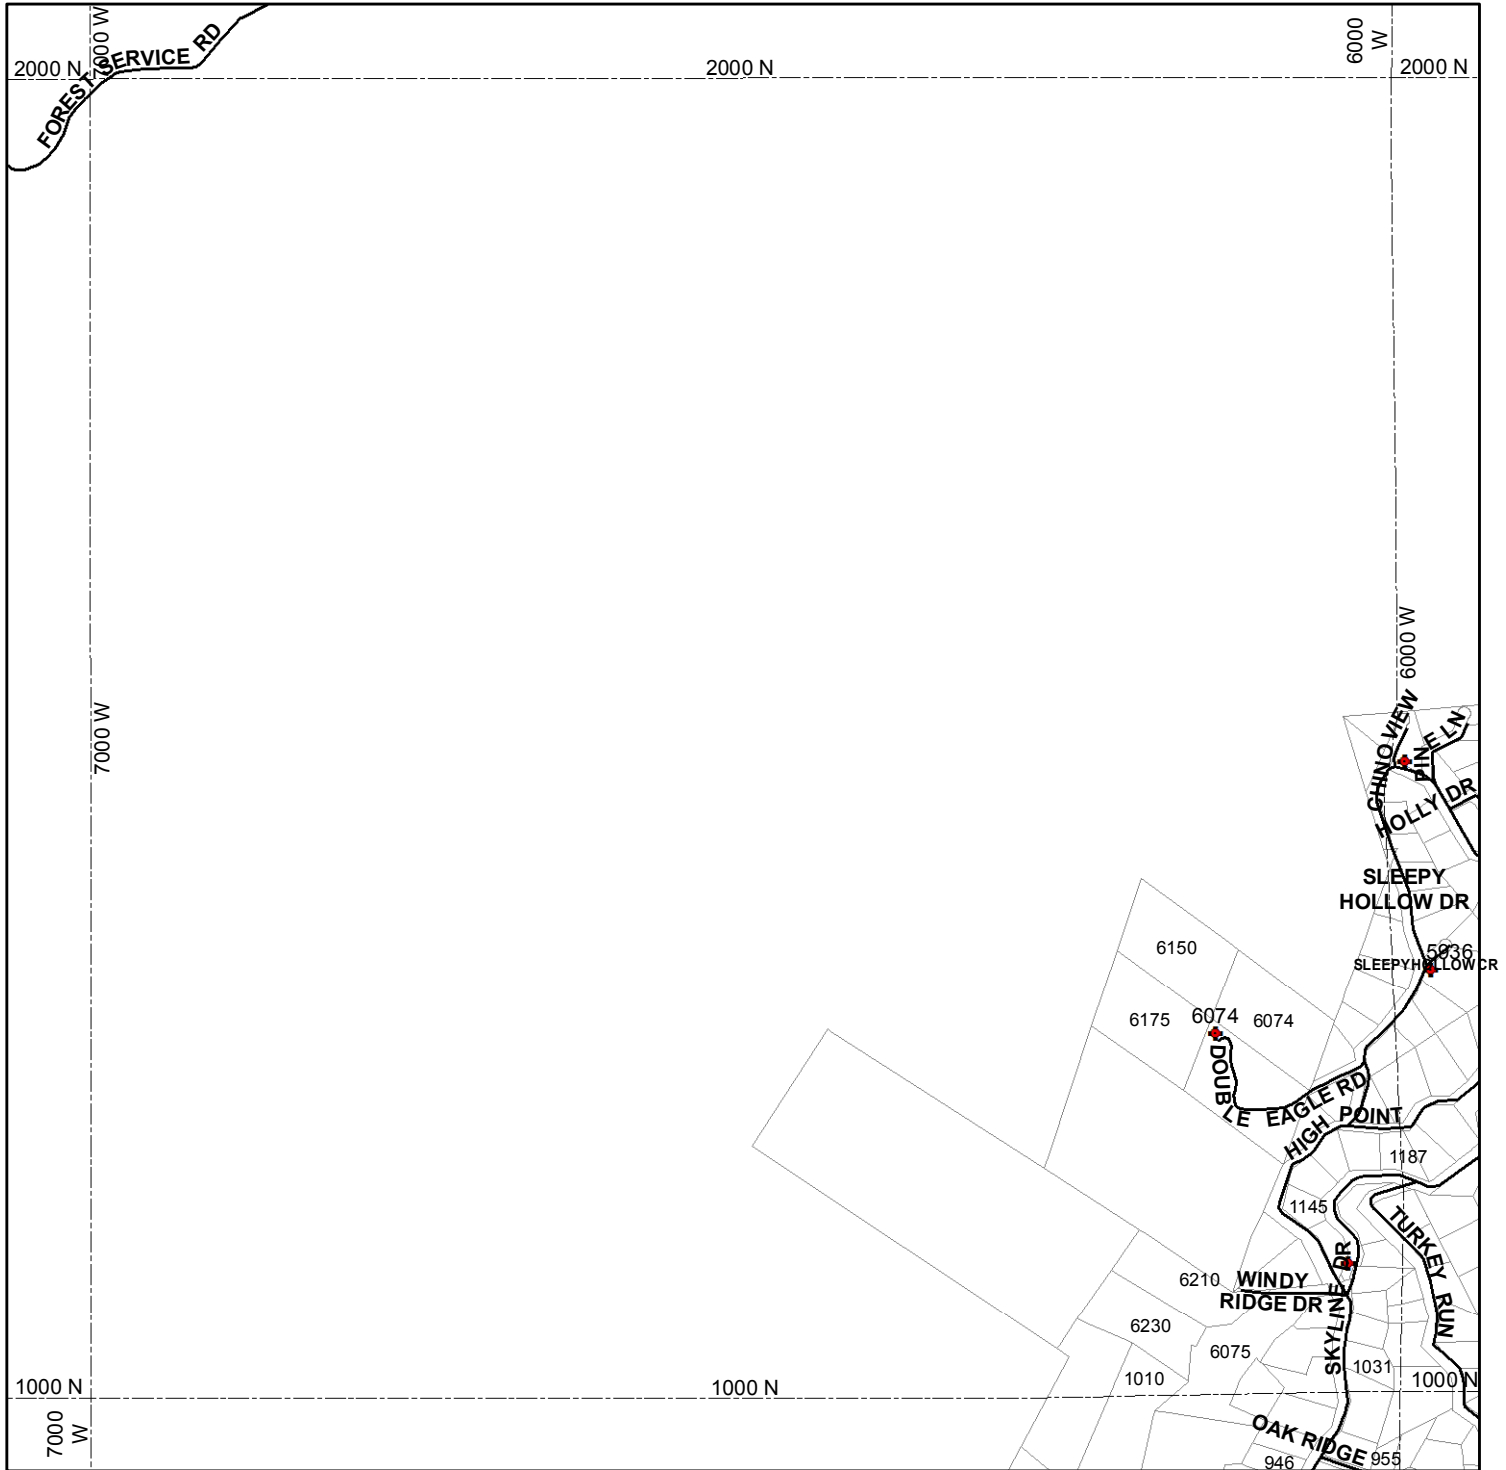 FOREST SERVICE RD
7000 W
6000
W
2000 N
2000 N
2000 N
6000 W
7000 W
CHINO VIEW
PINE LN
HOLLY DR
SLEEPY
HOLLOW DR
5936
SLEEPYHOLLOW CR
6150
6175
6074
6074
DOUBLE EAGLE RD
HIGH POINT
1187
1145
TURKEY RUN
SKYLINE DR
6210
WINDY
RIDGE DR
6230
6075
1031
1010
1000 N
1000 N
1000 N
7000
W
OAK RIDGE
946
955